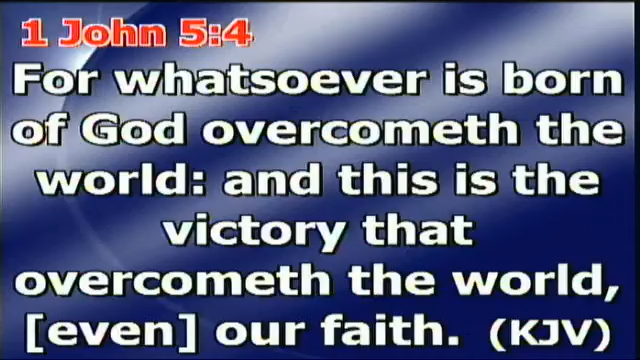 1 John 5:4
For whatsoever is born
of God overcometh the
world: and this is the
victory that
overcometh the world,
[even] our faith. (KJV)